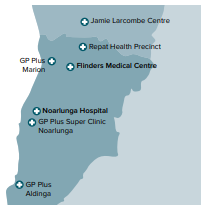 Jamie Larcombe Centre
Repat Health Precinct
GP Plus
Marion
Flinders Medical Centre
Noarlunga Hospital
GP Plus Super Clinic
Noarlunga
GP Plus
Aldinga